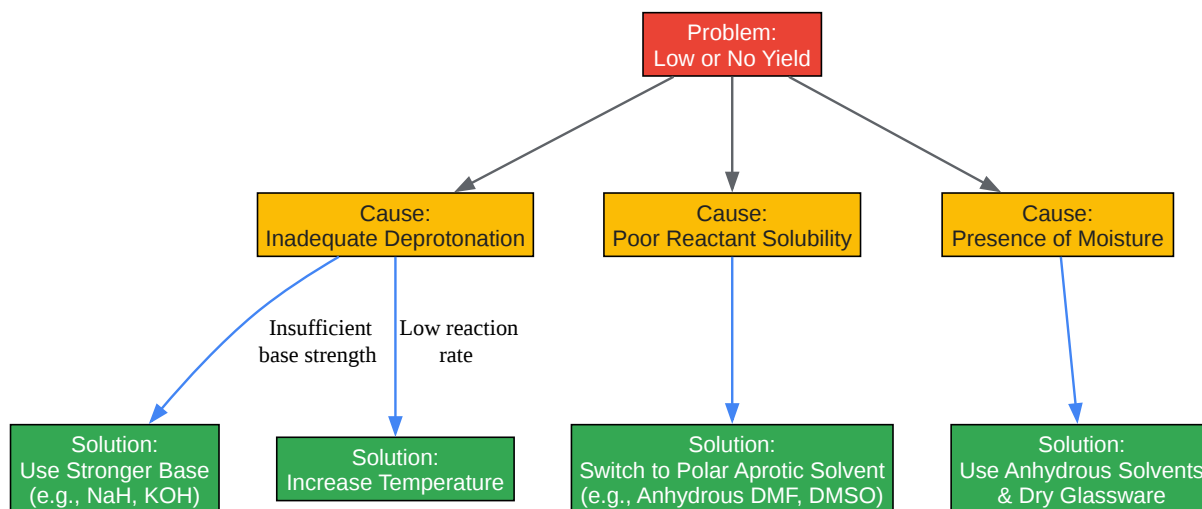 Problem:
Low or No Yield
Cause:
Inadequate Deprotonation
Cause:
Poor Reactant Solubility
Cause:
Presence of Moisture
Insufficient
base strength
Low reaction
rate
Solution:
Use Stronger Base
(e.g., NaH, KOH)
Solution:
Increase Temperature
Solution:
Switch to Polar Aprotic Solvent
(e.g., Anhydrous DMF, DMSO)
Solution:
Use Anhydrous Solvents
& Dry Glassware